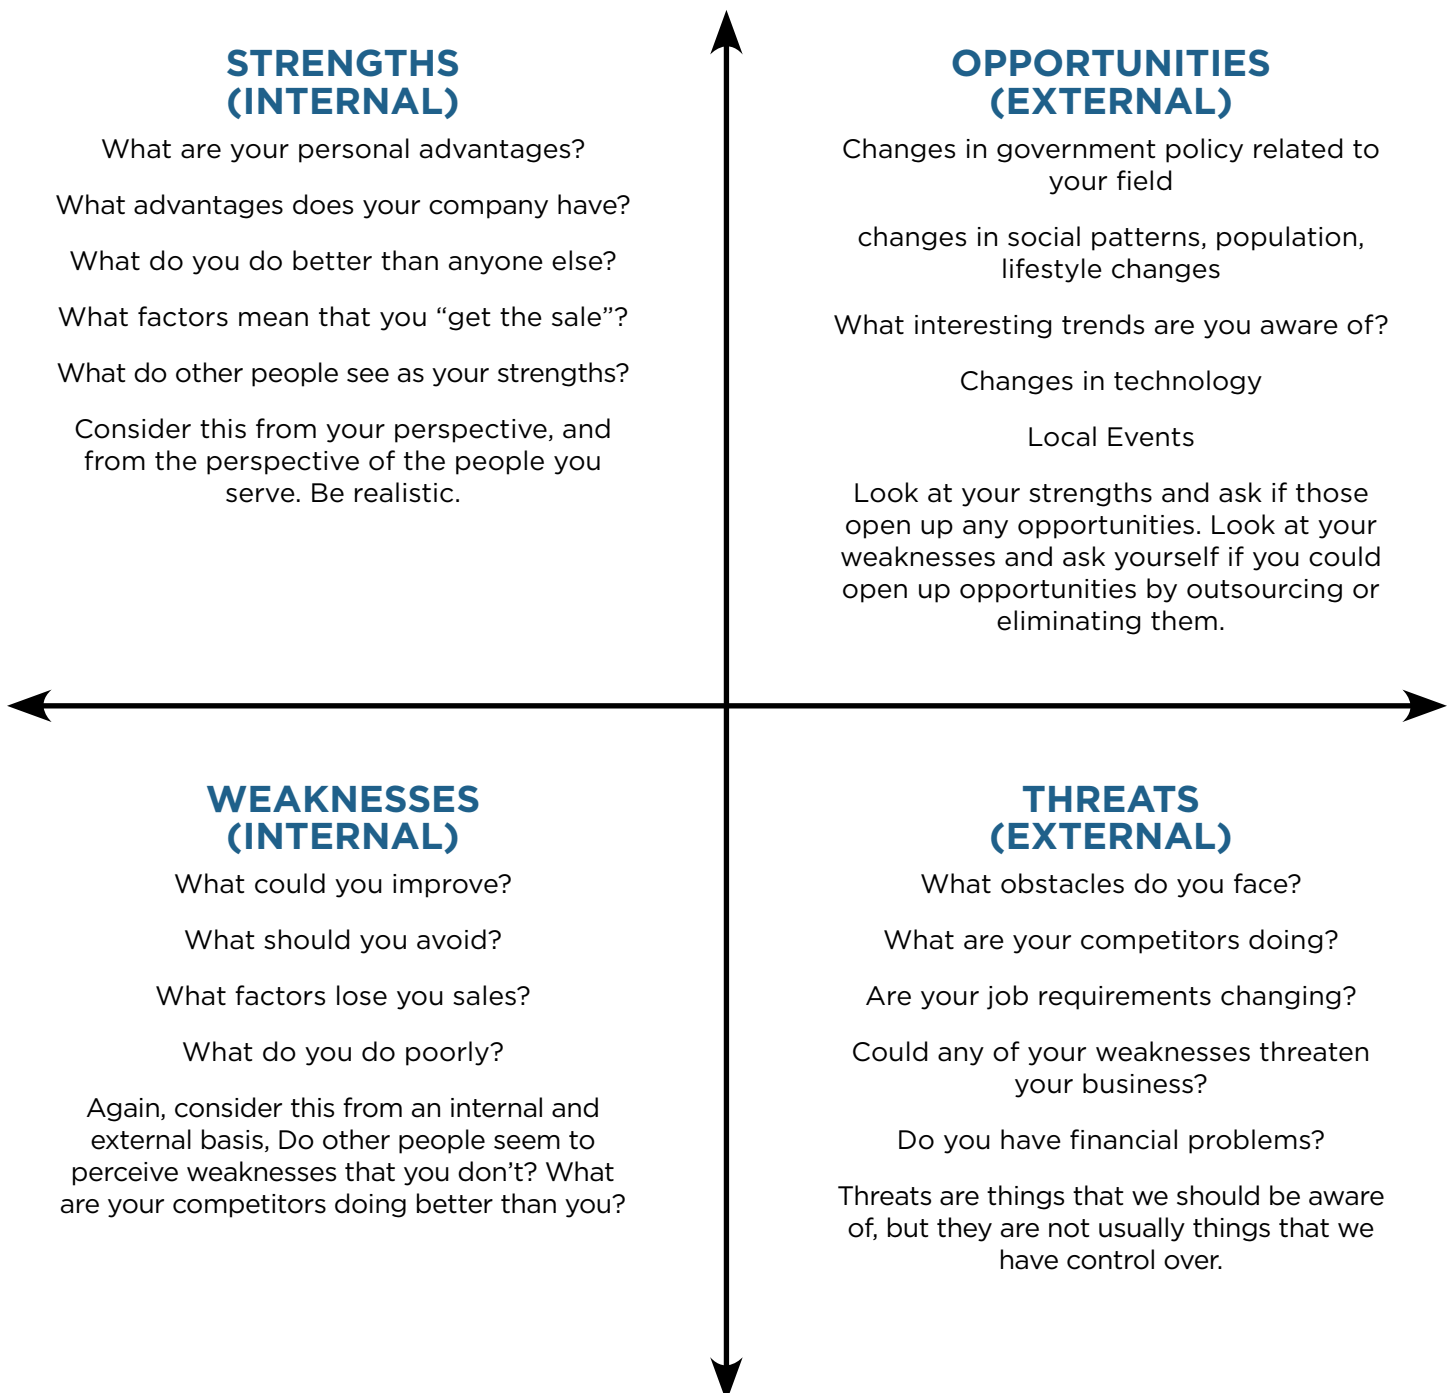 STRENGTHS
(INTERNAL)
What are your personal advantages?
What advantages does your company have?
What do you do better than anyone else?
What factors mean that you “get the sale”?
What do other people see as your strengths?
Consider this from your perspective, and
from the perspective of the people you
serve. Be realistic.
OPPORTUNITIES
(EXTERNAL)
Changes in government policy related to
your field
changes in social patterns, population,
lifestyle changes
What interesting trends are you aware of?
Changes in technology
Local Events
Look at your strengths and ask if those
open up any opportunities. Look at your
weaknesses and ask yourself if you could
open up opportunities by outsourcing or
eliminating them.
WEAKNESSES
(INTERNAL)
What could you improve?
What should you avoid?
What factors lose you sales?
What do you do poorly?
Again, consider this from an internal and
external basis, Do other people seem to
perceive weaknesses that you don’t? What
are your competitors doing better than you?
THREATS
(EXTERNAL)
What obstacles do you face?
What are your competitors doing?
Are your job requirements changing?
Could any of your weaknesses threaten
your business?
Do you have financial problems?
Threats are things that we should be aware
of, but they are not usually things that we
have control over.